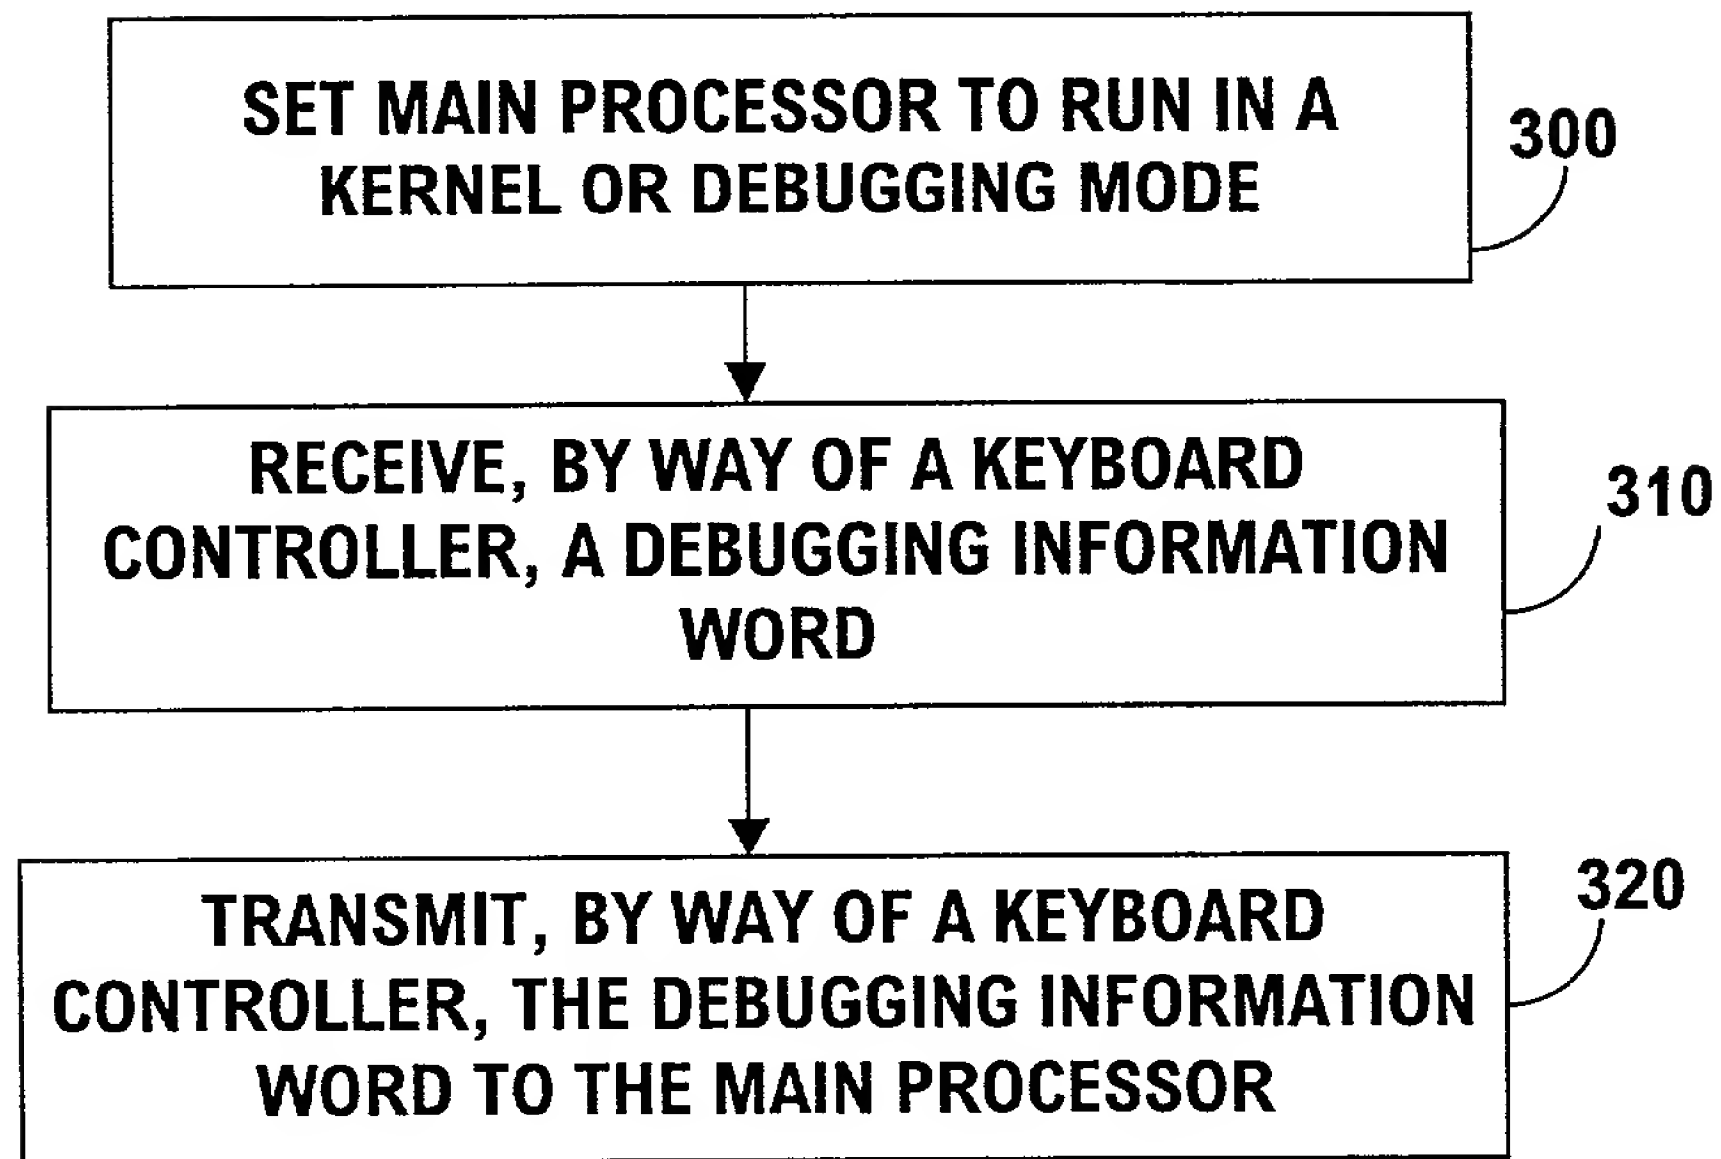 SET MAIN PROCESSOR TO RUN IN A
KERNEL OR DEBUGGING MODE
300
RECEIVE, BY WAY OF A KEYBOARD
CONTROLLER, A DEBUGGING INFORMATION
WORD
310
TRANSMIT, BY WAY OF A KEYBOARD
CONTROLLER, THE DEBUGGING INFORMATION
WORD TO THE MAIN PROCESSOR
320